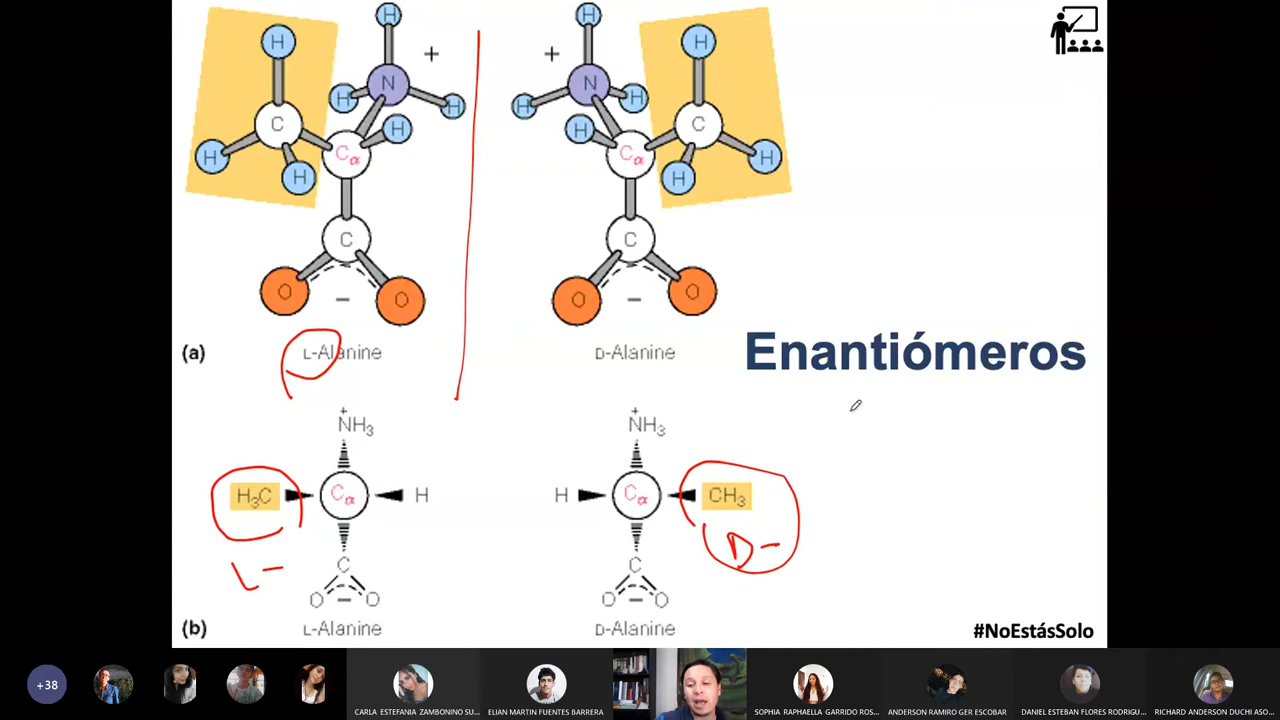 H
H
+
+
H
H
N
N
C
H
H
H
H
H
H
C
H
Cα
Cα
H
H
H
H
H
C
C
O
O
−
O
O
−
(a)
L-Alanine
D-Alanine
Enantiómeros
+
NH3
+
NH3
H3C
Cα
H
H
Cα
CH3
L-
D-
C
C
O
−
O
O
−
O
(b)
L-Alanine
D-Alanine
#NoEstásSolo
+38
CARLA ESTEFANIA ZAMBONINO SU...
ELIAN MARTIN FUENTES BARRERA
SOPHIA RAPHAELLA GARRIDO ROS...
ANDERSON RAMIRO GER ESCOBAR
DANIEL ESTEBAN FLORES RODRIGU...
RICHARD ANDERSON DUCHI ASO...